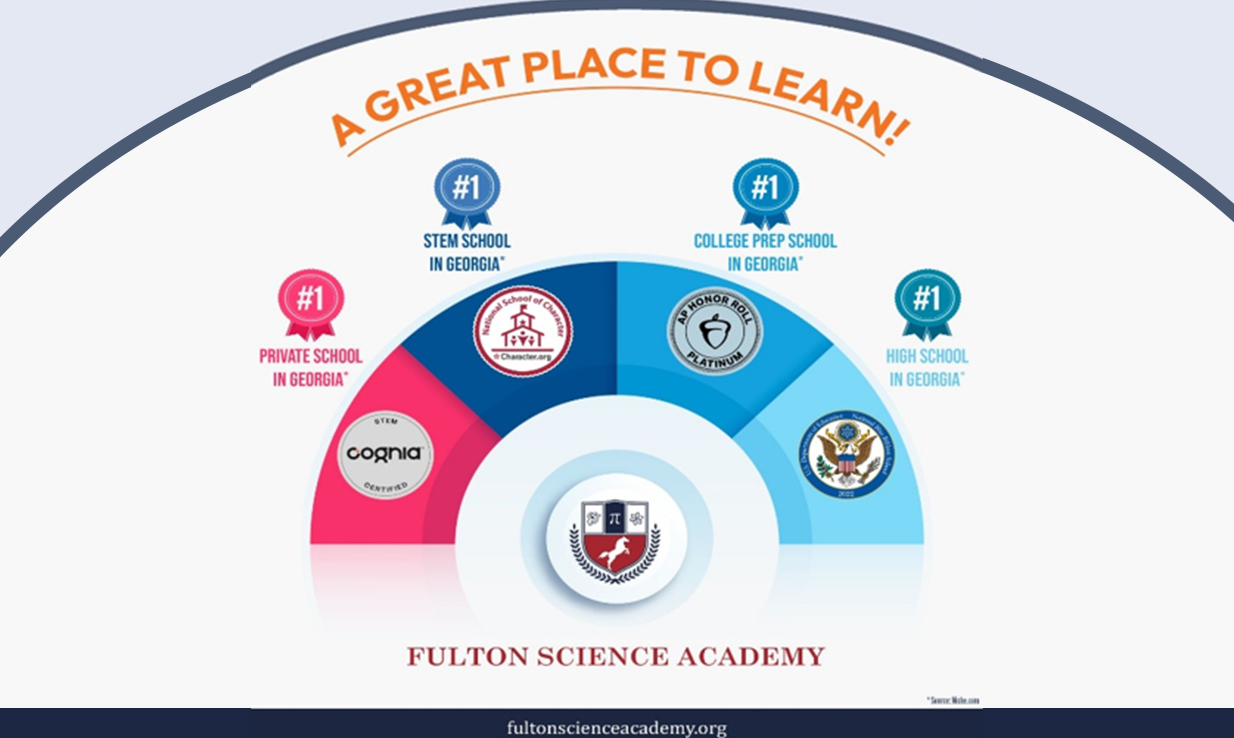 A GREAT PLACE TO LEARN!
#1
STEM SCHOOL
IN GEORGIA*
#1
COLLEGE PREP SCHOOL
IN GEORGIA*
#1
PRIVATE SCHOOL
IN GEORGIA*
#1
HIGH SCHOOL
IN GEORGIA*
National School of Character
Character.org
AP HONOR ROLL
PLATINUM
STEM
cognia
CERTIFIED
U.S. Department of Education National Blue Ribbon School
2022
π
FULTON SCIENCE ACADEMY
* Source: Niche.com
fultonscienceacademy.org